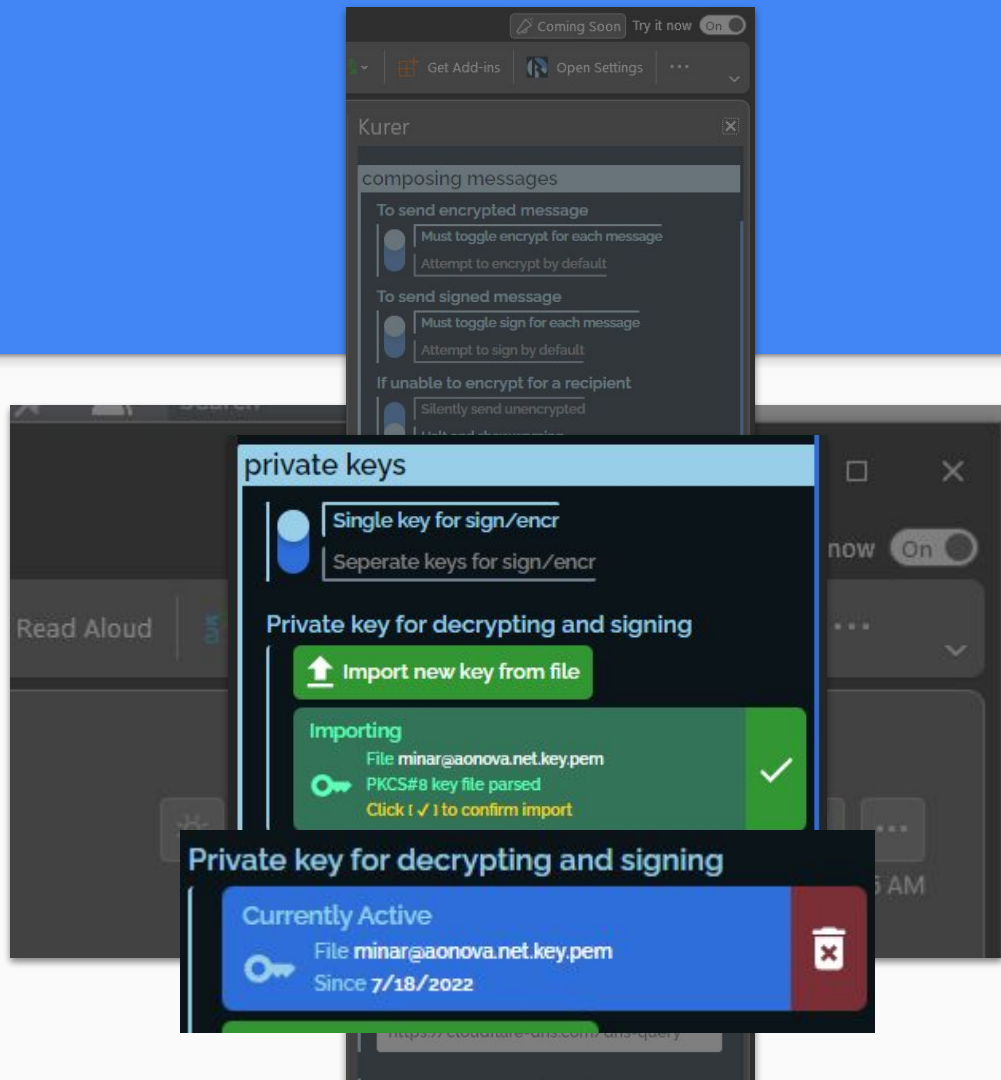 Coming Soon Try it now On
Get Add-ins Open Settings ...
Kurer
composing messages
To send encrypted message
Must toggle encrypt for each message
Attempt to encrypt by default
To send signed message
Must toggle sign for each message
Attempt to sign by default
If unable to encrypt for a recipient
Silently send unencrypted
private keys
Single key for sign/encr
Seperate keys for sign/encr
now On
Read Aloud
...
Private key for decrypting and signing
Import new key from file
Importing
File minar@aonova.net.key.pem
PKCS#8 key file parsed
Click [ ✓ ] to confirm import
...
AM
Private key for decrypting and signing
Currently Active
File minar@aonova.net.key.pem
Since 7/18/2022
https://cloudflare-dns.com/dns-query